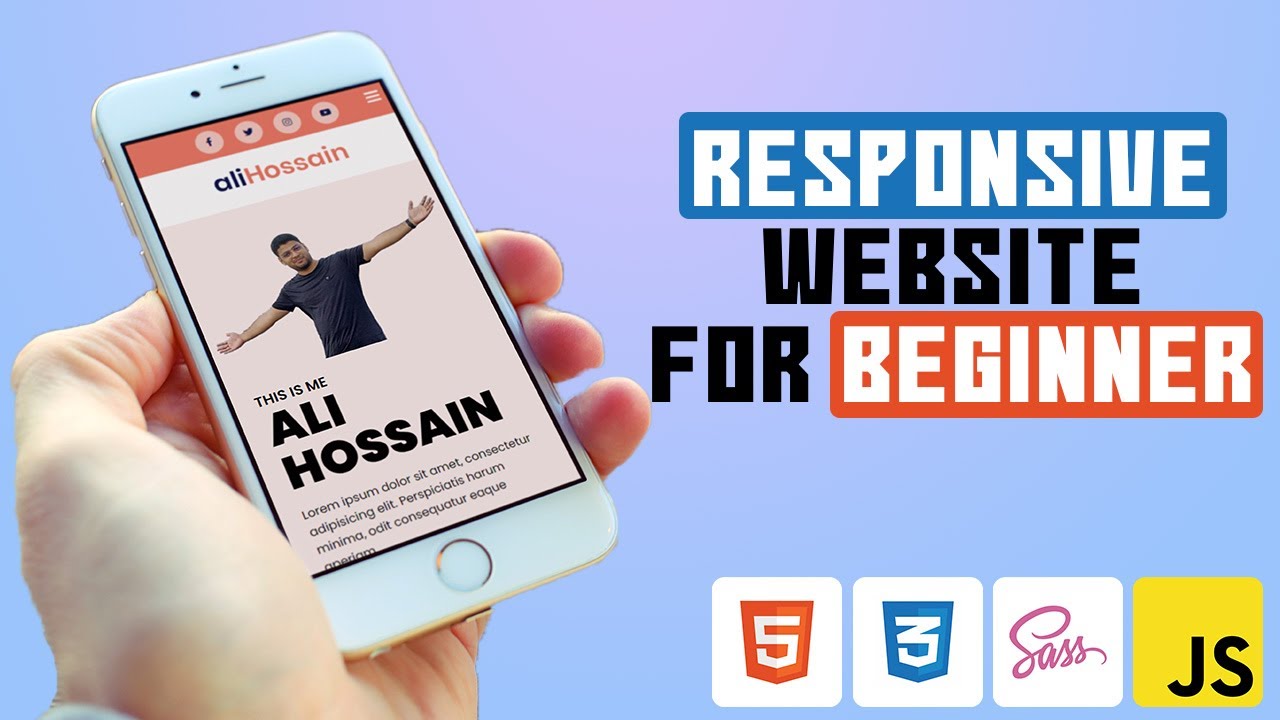 aliHossain
THIS IS ME
ALI
HOSSAIN
Lorem ipsum dolor sit amet, consectetur
adipisicing elit. Perspiciatis harum
minima, odit consequatur eaque
aperiam
RESPONSIVE
WEBSITE
FOR BEGINNER
5
3
Sass
JS